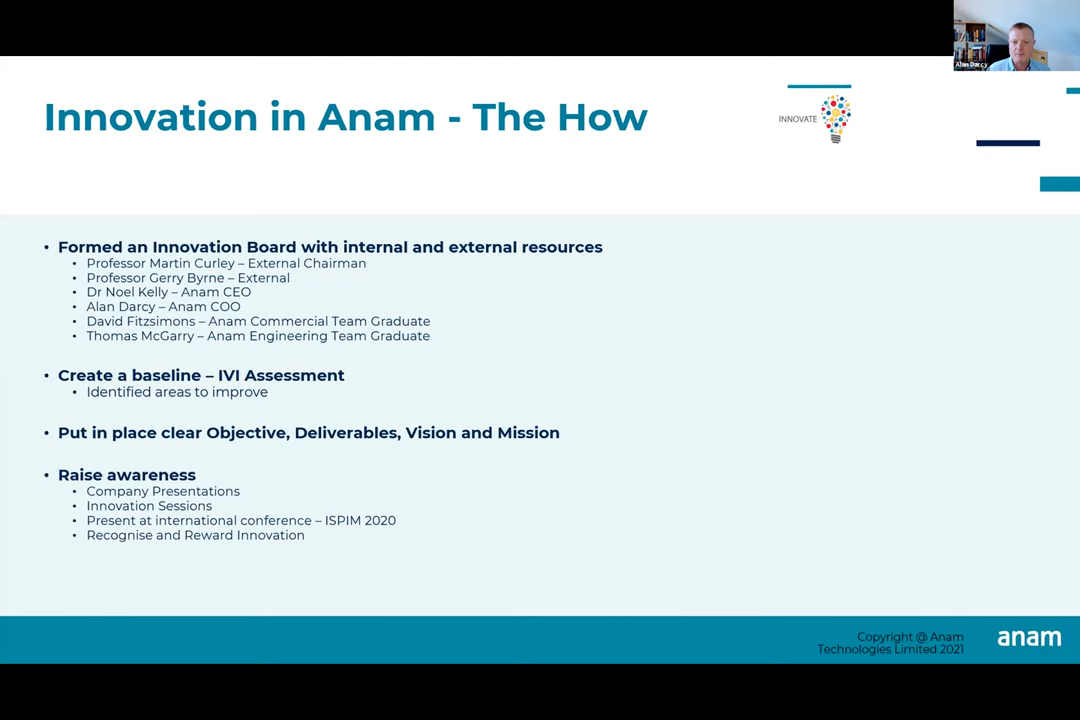 Alan Darcy
Innovation in Anam - The How
INNOVATE
• Formed an Innovation Board with internal and external resources
• Professor Martin Curley – External Chairman
• Professor Gerry Byrne – External
• Dr Noel Kelly – Anam CEO
• Alan Darcy – Anam COO
• David Fitzsimons – Anam Commercial Team Graduate
• Thomas McGarry – Anam Engineering Team Graduate
• Create a baseline – IVI Assessment
• Identified areas to improve
• Put in place clear Objective, Deliverables, Vision and Mission
• Raise awareness
• Company Presentations
• Innovation Sessions
• Present at international conference – ISPIM 2020
• Recognise and Reward Innovation
Copyright @ Anam
Technologies Limited 2021
anam